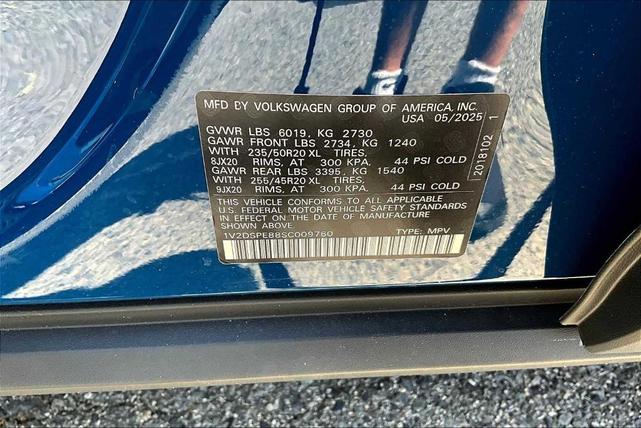 MFD BY VOLKSWAGEN GROUP OF AMERICA, INC.
USA 05/2025
GVWR LBS 6019, KG 2730
GAWR FRONT LBS 2734, KG 1240
WITH 235/50R20 XL TIRES,
8JX20 RIMS, AT 300 KPA, 44 PSI COLD
GAWR REAR LBS 3395, KG 1540
WITH 255/45R20 XL TIRES,
9JX20 RIMS, AT 300 KPA, 44 PSI COLD
THIS VEHICLE CONFORMS TO ALL APPLICABLE
U.S. FEDERAL MOTOR VEHICLE SAFETY STANDARDS
IN EFFECT ON THE DATE OF MANUFACTURE
SHOWN ABOVE.
1V2DSPE88SC009760 TYPE: MPV
2018102 1